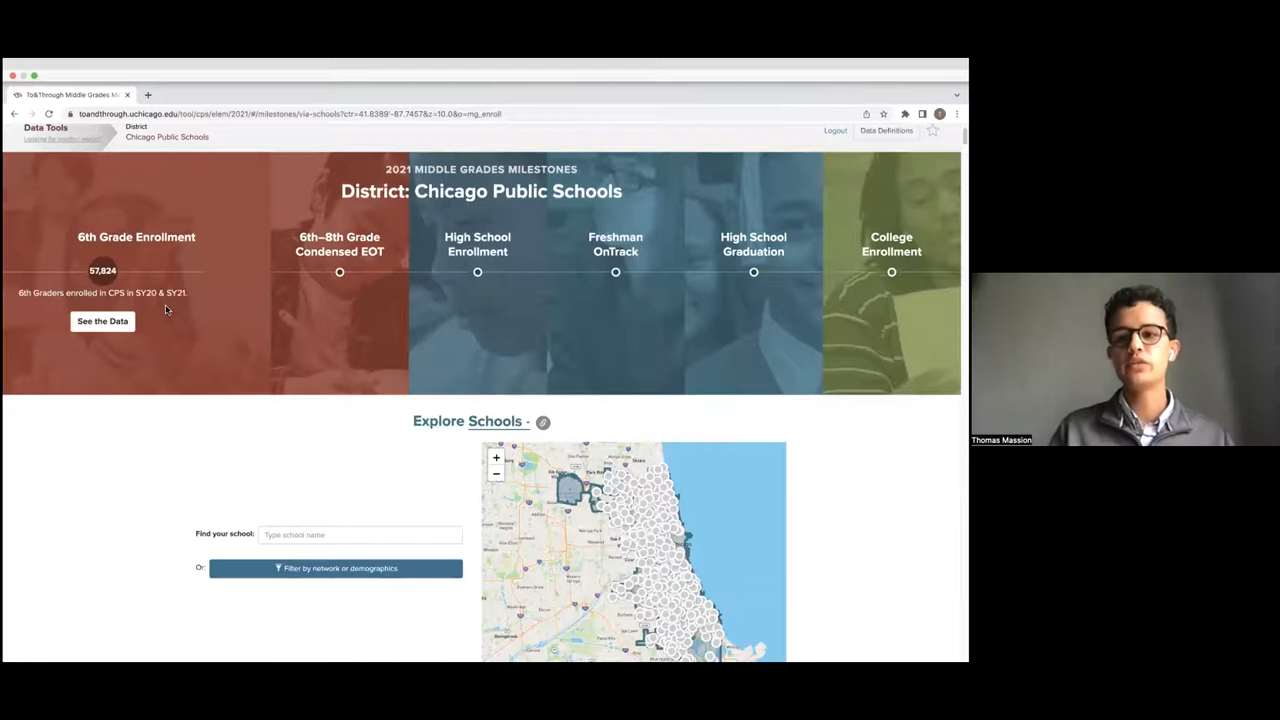 To&Through Middle Grades M
toandthrough.uchicago.edu/tool/cps/elem/2021/#/milestones/via-schools?ctr=41.8389'-87.7457&z=10.0&o=mg_enroll
Data Tools
District
Chicago Public Schools
Logout
Data Definitions
2021 MIDDLE GRADES MILESTONES
District: Chicago Public Schools
6th Grade Enrollment
57,824
6th Graders enrolled in CPS in SY20 & SY21.
See the Data
6th–8th Grade
Condensed EOT
High School
Enrollment
Freshman
OnTrack
High School
Graduation
College
Enrollment
Explore Schools
Find your school:
Type school name
Or:
Filter by network or demographics
+
−
Thomas Massion